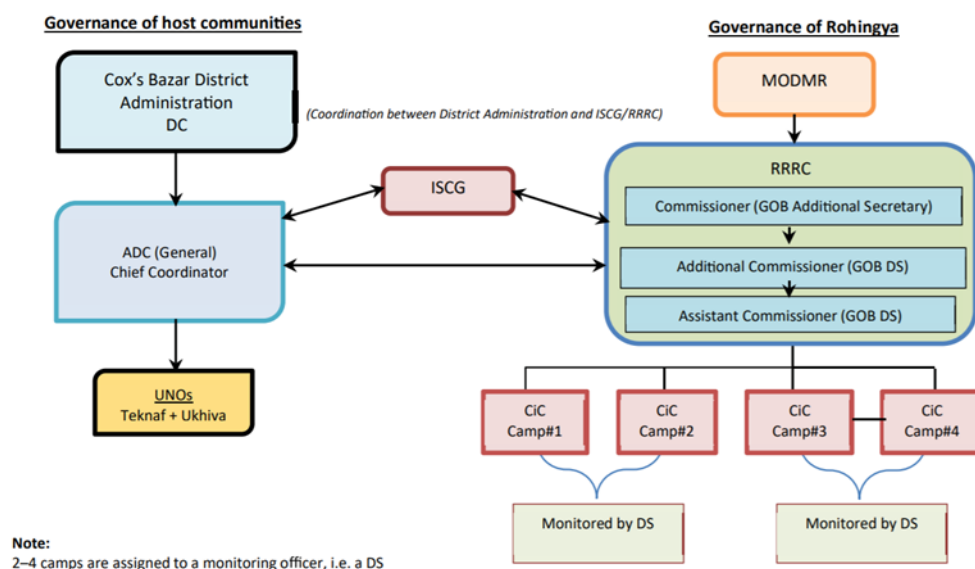 Governance of host communities
Cox's Bazar District
Administration
DC
(Coordination between District Administration and ISCG/RRRC)
ISCG
ADC (General)
Chief Coordinator
UNOs
Teknaf + Ukhiva
Governance of Rohingya
MODMR
RRRC
Commissioner (GOB Additional Secretary)
Additional Commissioner (GOB DS)
Assistant Commissioner (GOB DS)
CiC
Camp#1
CiC
Camp#2
CiC
Camp#3
CiC
Camp#4
Monitored by DS
Monitored by DS
Note:
2–4 camps are assigned to a monitoring officer, i.e. a DS